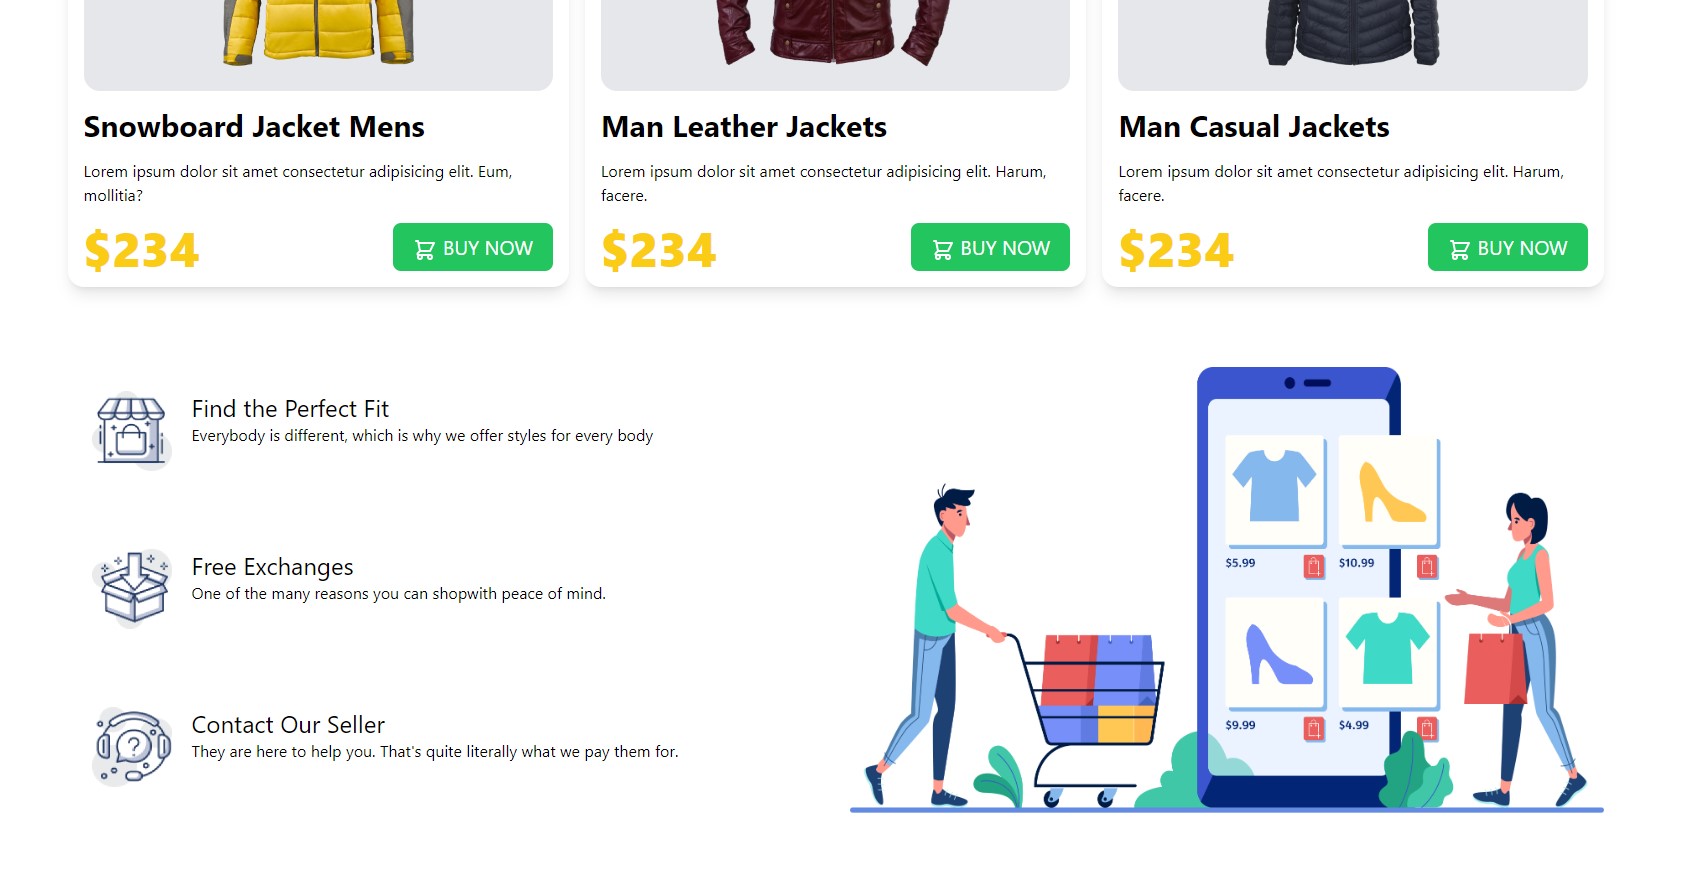 Snowboard Jacket Mens
Lorem ipsum dolor sit amet consectetur adipisicing elit. Eum,
mollitia?
$234
BUY NOW
Man Leather Jackets
Lorem ipsum dolor sit amet consectetur adipisicing elit. Harum,
facere.
$234
BUY NOW
Man Casual Jackets
Lorem ipsum dolor sit amet consectetur adipisicing elit. Harum,
facere.
$234
BUY NOW
Find the Perfect Fit
Everybody is different, which is why we offer styles for every body
Free Exchanges
One of the many reasons you can shopwith peace of mind.
Contact Our Seller
They are here to help you. That's quite literally what we pay them for.
$5.99
$10.99
$9.99
$4.99